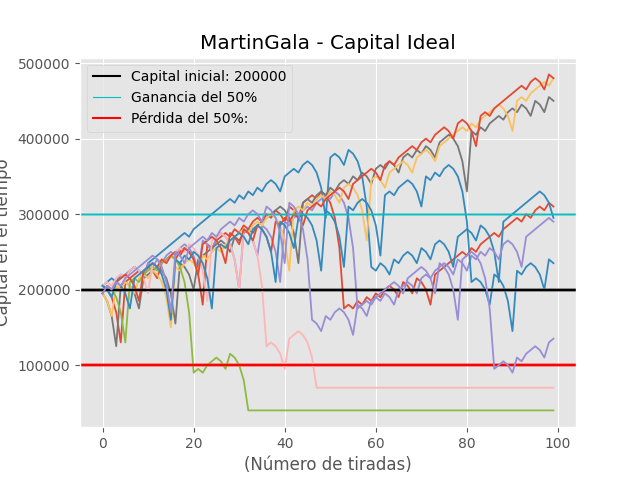 MartinGala - Capital Ideal
Capital inicial: 200000
Ganancia del 50%
Pérdida del 50%:
500000
400000
300000
200000
100000
Capital en el tiempo
0 20 40 60 80 100
(Número de tiradas)